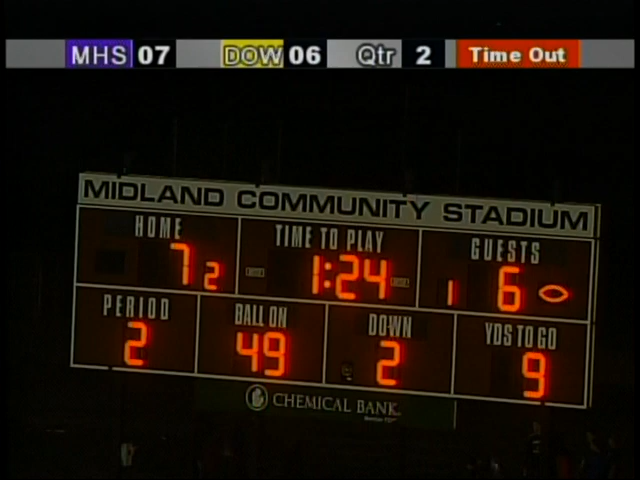 MHS 07 DOW 06 Qtr 2 Time Out
MIDLAND COMMUNITY STADIUM
HOME TIME TO PLAY GUESTS
7 2 1:24 1 6
PERIOD BALL ON DOWN YDS TO GO
2 49 2 9
CHEMICAL BANK